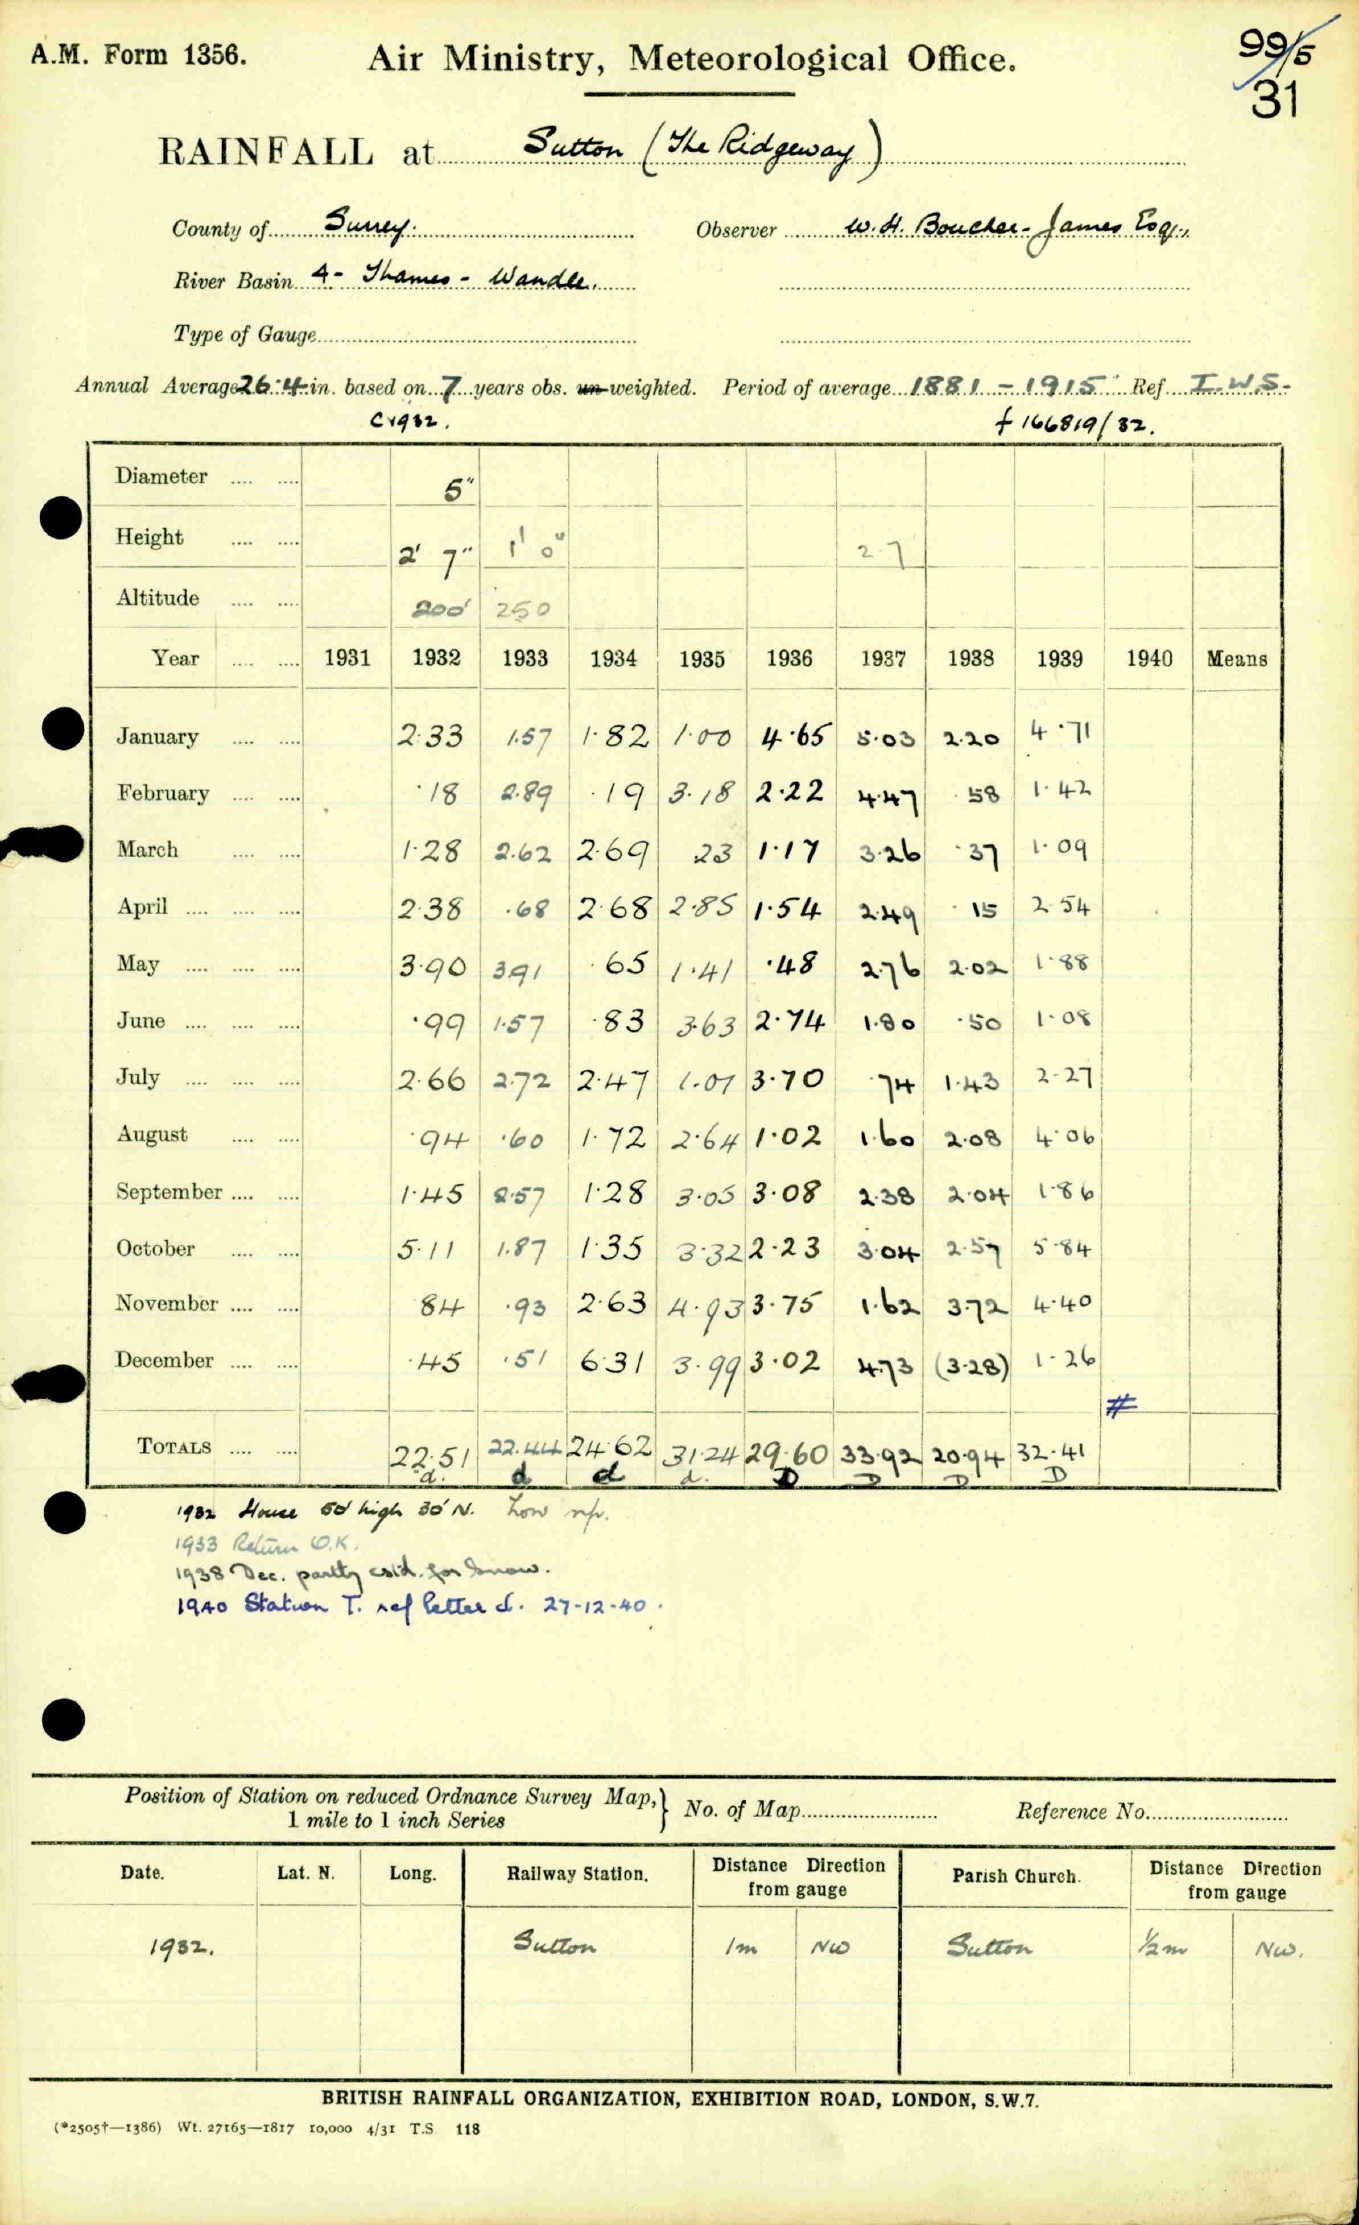 A.M. Form 1356.
Air Ministry, Meteorological Office.
99/5
31
RAINFALL at Sutton (The Ridgeway)
County of Surrey. Observer W. H. Boucher-James Esq.,
River Basin 4- Thames - Wandle.
Type of Gauge
Annual Average 26.4 in. based on 7 years obs. un weighted. Period of average 1881 - 1915 Ref. I.W.S.
C 1932. f 166819/32.
Diameter 5"
Height 2' 7" 1' 0" 2.7
Altitude 200' 250
Year 1931 1932 1933 1934 1935 1936 1937 1938 1939 1940 Means
January 2.33 1.57 1.82 1.00 4.65 5.03 2.20 4.71
February .18 2.89 .19 3.18 2.22 4.47 .58 1.42
March 1.28 2.62 2.69 23 1.17 3.26 .37 1.09
April 2.38 .68 2.68 2.85 1.54 2.49 .15 2.54
May 3.90 3.91 .65 1.41 .48 2.76 2.02 1.88
June .99 1.57 .83 3.63 2.74 1.80 .50 1.08
July 2.66 2.72 2.47 1.01 3.70 .74 1.43 2.27
August .94 .60 1.72 2.64 1.02 1.60 2.08 4.06
September 1.45 2.57 1.28 3.05 3.08 2.38 2.04 1.86
October 5.11 1.87 1.35 3.32 2.23 3.04 2.57 5.84
November .84 .93 2.63 4.93 3.75 1.62 3.72 4.40
December .45 .51 6.31 3.99 3.02 4.73 (3.28) 1.26
#
TOTALS 22.51 22.44 24.62 31.24 29.60 33.92 20.94 32.41
d. d d d. D D D D
1932 House 50' high 30' N. Low
1933 Return O.K.
1938 Dec. partly estd. for snow.
1940 Station T. ref letter d. 27-12-40.
Position of Station on reduced Ordnance Survey Map,} No. of Map Reference No.
1 mile to 1 inch Series
Date. Lat. N. Long. Railway Station. Distance Direction from gauge Parish Church. Distance Direction from gauge
1932. Sutton 1m NW Sutton ½m NW.
BRITISH RAINFALL ORGANIZATION, EXHIBITION ROAD, LONDON, S.W.7.
(*2505†—1386) Wt. 27165—1817 10,000 4/31 T.S. 118